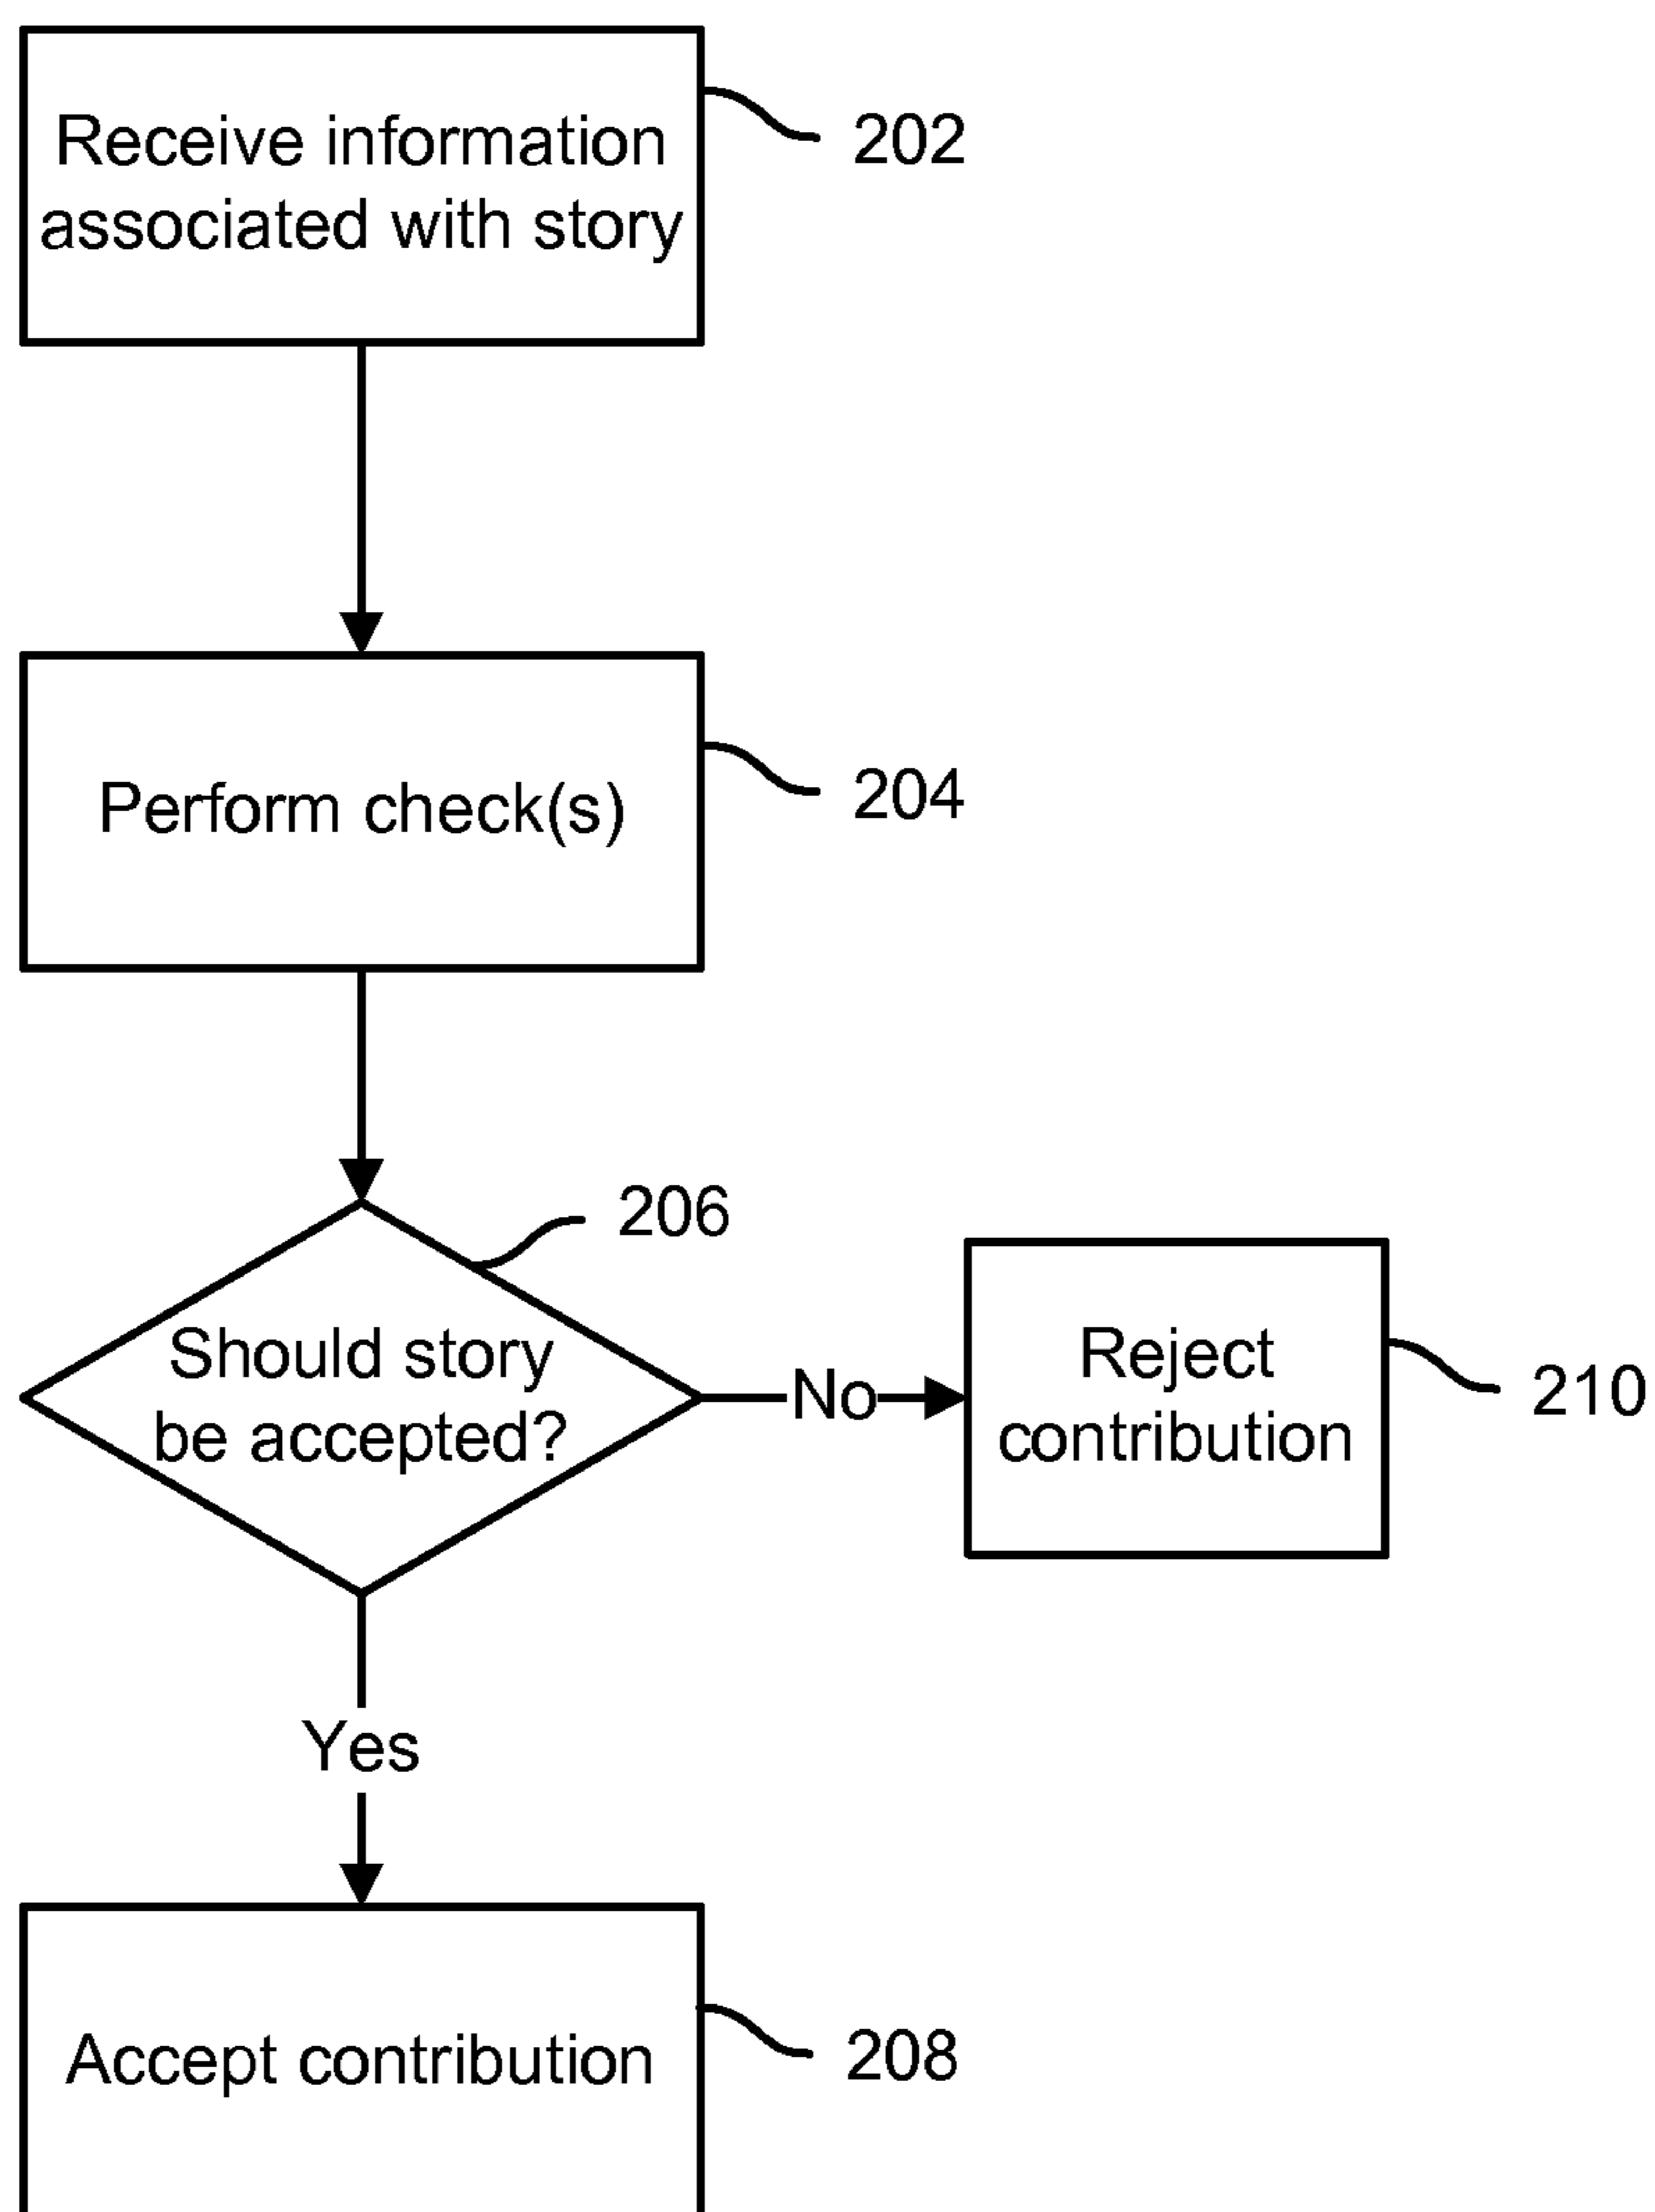 Receive information
associated with story
202
Perform check(s)
204
206
Should story
be accepted?
No
Reject
contribution
210
Yes
Accept contribution
208